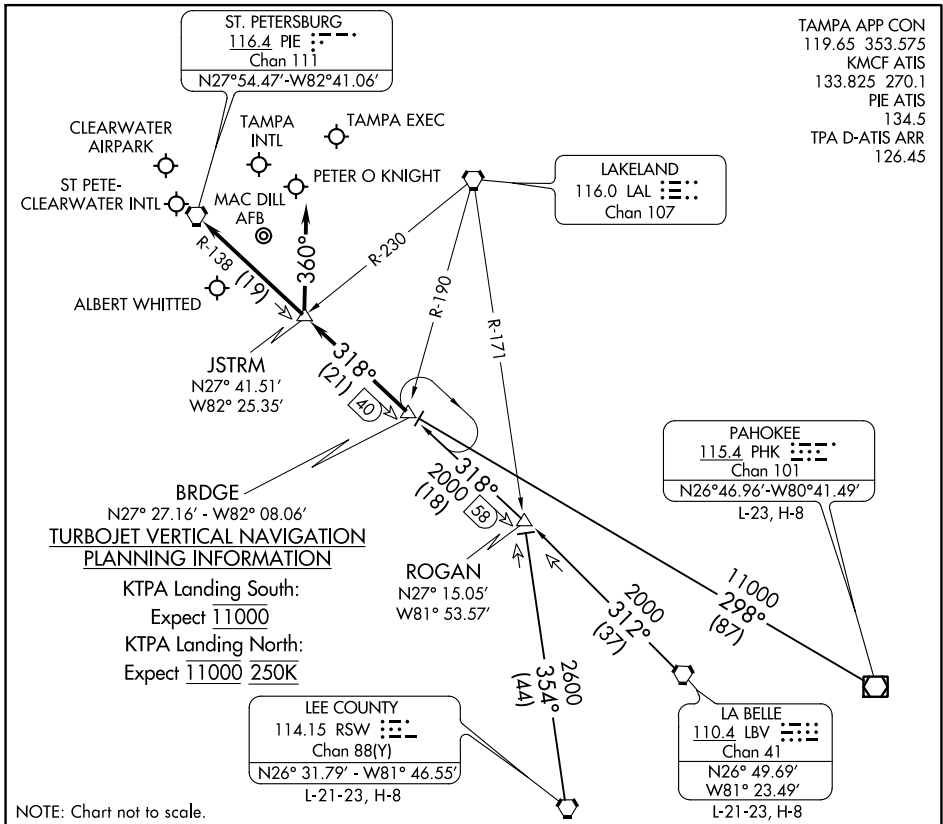 ST. PETERSBURG
116.4 PIE
Chan 111
N27°54.47'-W82°41.06'
TAMPA APP CON
119.65 353.575
KMCF ATIS
133.825 270.1
PIE ATIS
134.5
TPA D-ATIS ARR
126.45
CLEARWATER
AIRPARK
TAMPA
INTL
TAMPA EXEC
ST PETE-
CLEARWATER INTL
MAC DILL
AFB
PETER O KNIGHT
LAKELAND
116.0 LAL
Chan 107
ALBERT WHITTED
R-138
(19)
360°
R-230
R-190
R-171
JSTRM
N27° 41.51'
W82° 25.35'
318°
(21)
40
BRDGE
N27° 27.16' - W82° 08.06'
318°
2000
(18)
58
ROGAN
N27° 15.05'
W81° 53.57'
PAHOKEE
115.4 PHK
Chan 101
N26°46.96'-W80°41.49'
L-23, H-8
TURBOJET VERTICAL NAVIGATION
PLANNING INFORMATION
KTPA Landing South:
Expect 11000
KTPA Landing North:
Expect 11000 250K
11000
298°
(87)
2000
312°
(37)
2600
354°
(44)
LEE COUNTY
114.15 RSW
Chan 88(Y)
N26° 31.79' - W81° 46.55'
L-21-23, H-8
LA BELLE
110.4 LBV
Chan 41
N26° 49.69'
W81° 23.49'
L-21-23, H-8
NOTE: Chart not to scale.